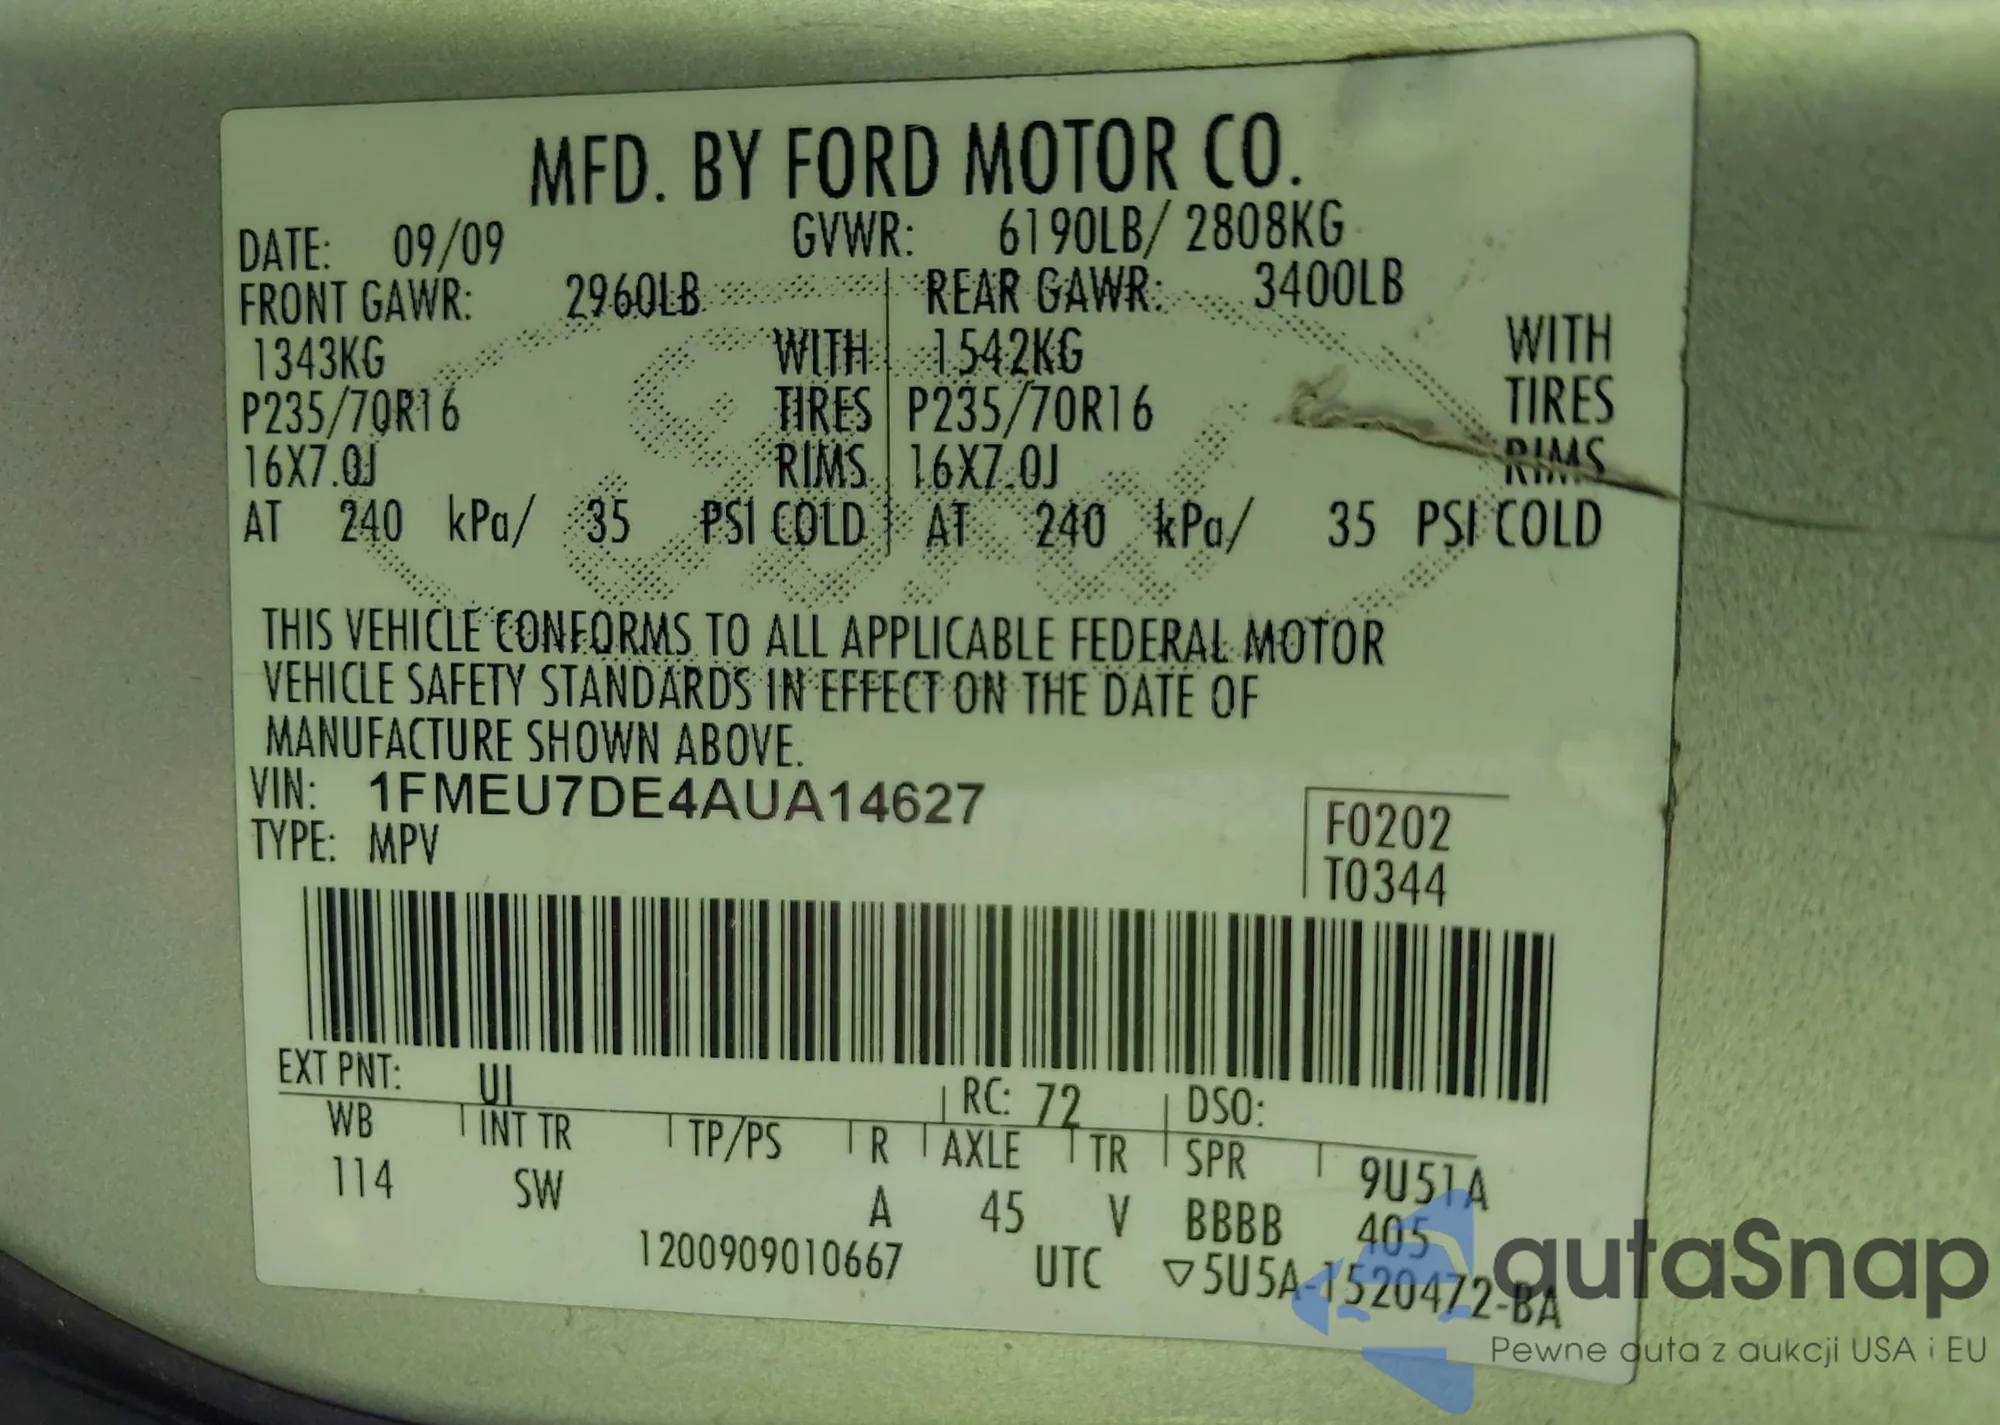 MFD. BY FORD MOTOR CO.
DATE: 09/09 GVWR: 6190LB/ 2808KG
FRONT GAWR: 2960LB REAR GAWR: 3400LB
1343KG WITH 1542KG WITH
P235/70R16 TIRES P235/70R16 TIRES
16X7.0J RIMS 16X7.0J RIMS
AT 240 kPa/ 35 PSI COLD AT 240 kPa/ 35 PSI COLD
THIS VEHICLE CONFORMS TO ALL APPLICABLE FEDERAL MOTOR
VEHICLE SAFETY STANDARDS IN EFFECT ON THE DATE OF
MANUFACTURE SHOWN ABOVE.
VIN: 1FMEU7DE4AUA14627
F0202
TYPE: MPV
T0344
EXT PNT: UI RC: 72 DSO:
WB INT TR TP/PS R AXLE TR SPR 9U51A
114 SW A 45 V BBBB 405
1200909010667 UTC ▽5U5A-1520472-BA
autaSnap
Pewne auta z aukcji USA i EU